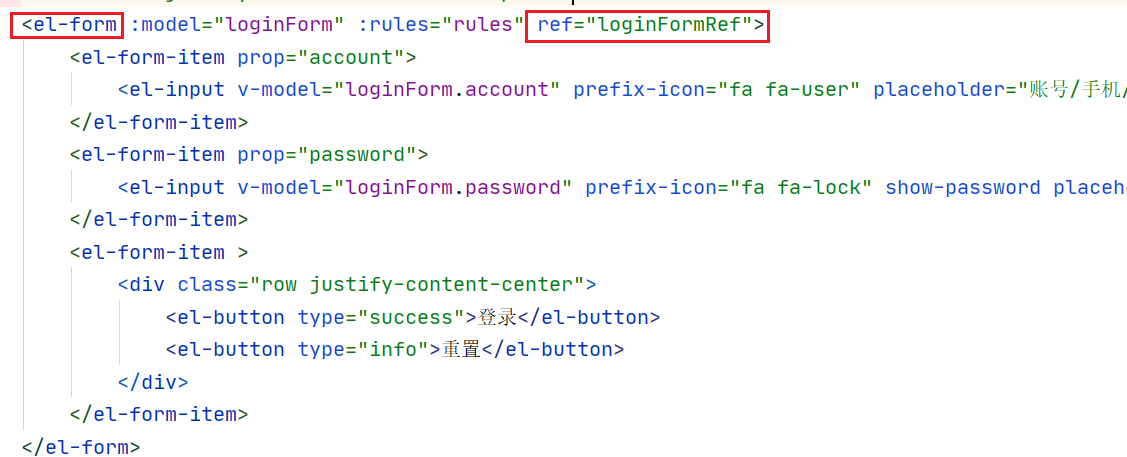 <el-form :model="loginForm" :rules="rules" ref="loginFormRef">
<el-form-item prop="account">
<el-input v-model="loginForm.account" prefix-icon="fa fa-user" placeholder="账号/手机/
</el-form-item>
<el-form-item prop="password">
<el-input v-model="loginForm.password" prefix-icon="fa fa-lock" show-password placeh
</el-form-item>
<el-form-item >
<div class="row justify-content-center">
<el-button type="success">登录</el-button>
<el-button type="info">重置</el-button>
</div>
</el-form-item>
</el-form>